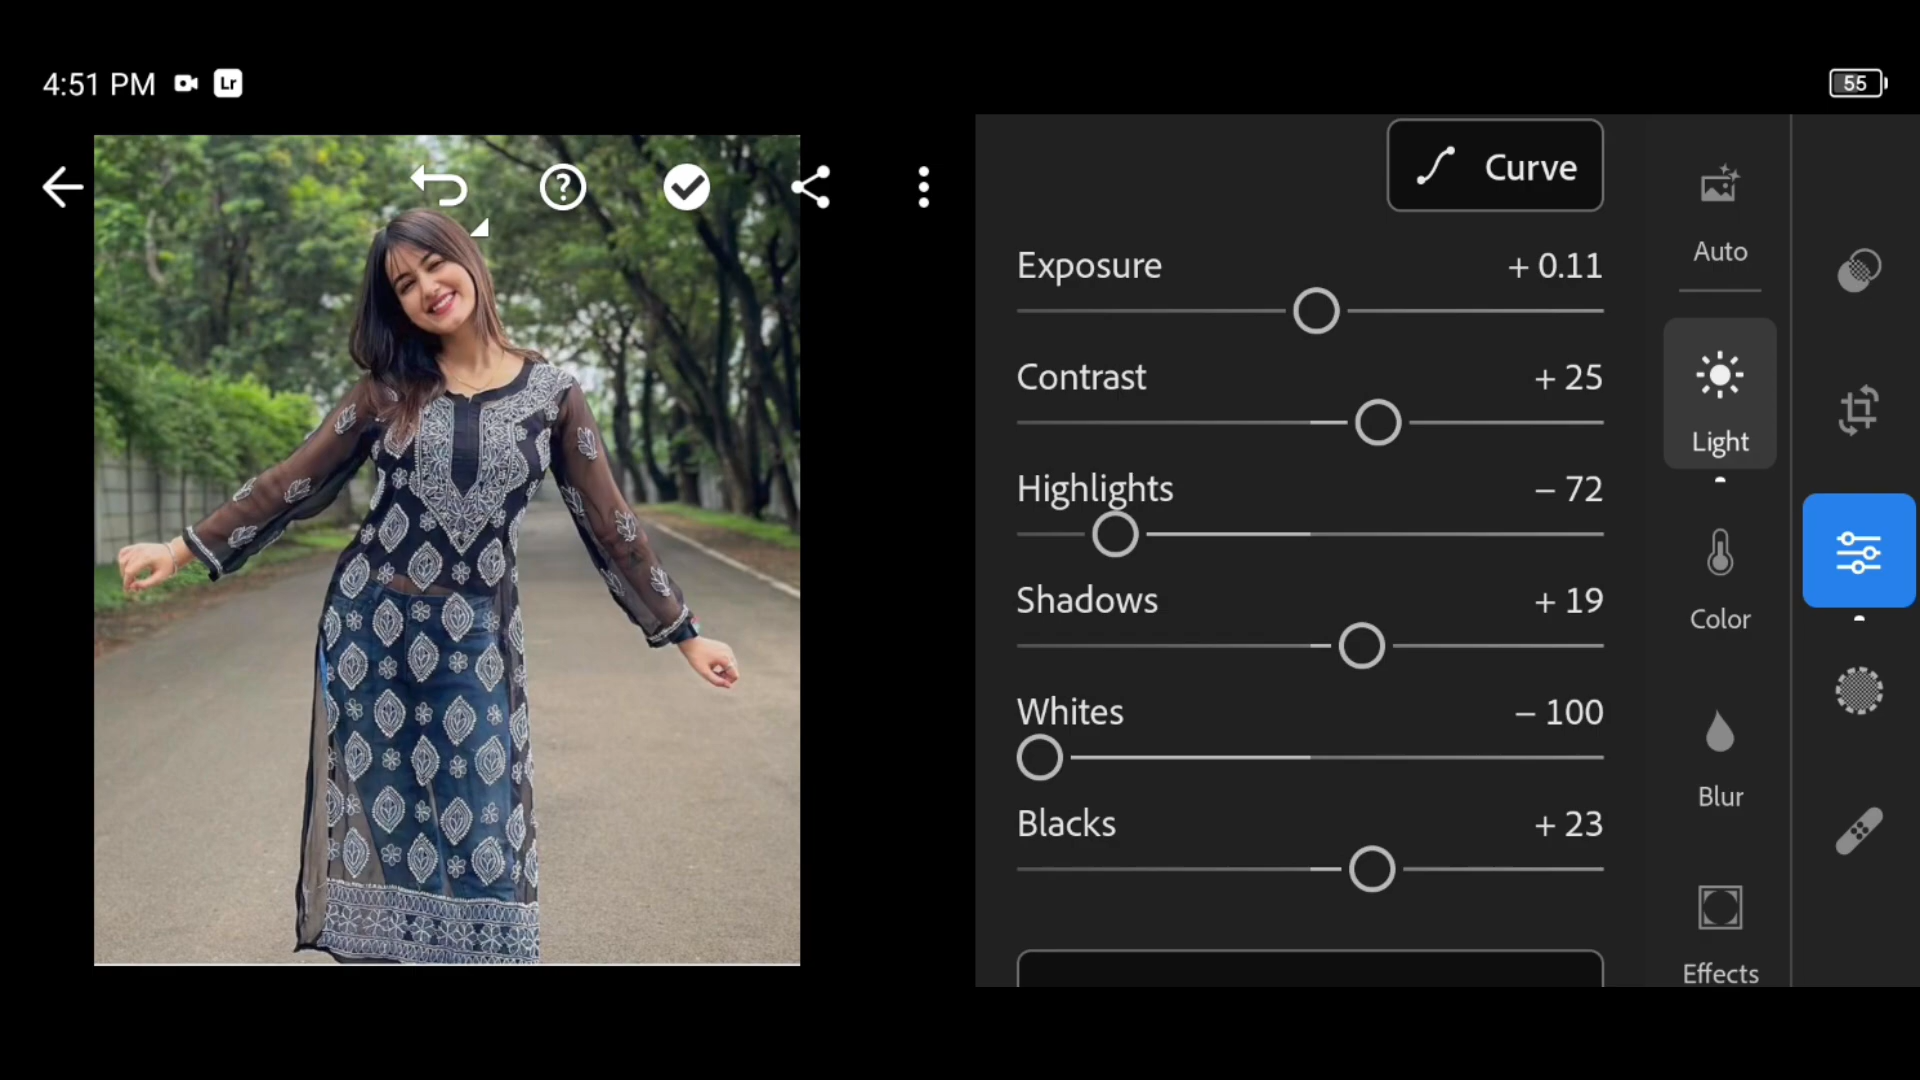 4:51 PM Lr 55
Curve
Auto
Exposure + 0.11
Contrast + 25
Light
Highlights – 72
Shadows + 19
Color
Whites – 100
Blur
Blacks + 23
Effects